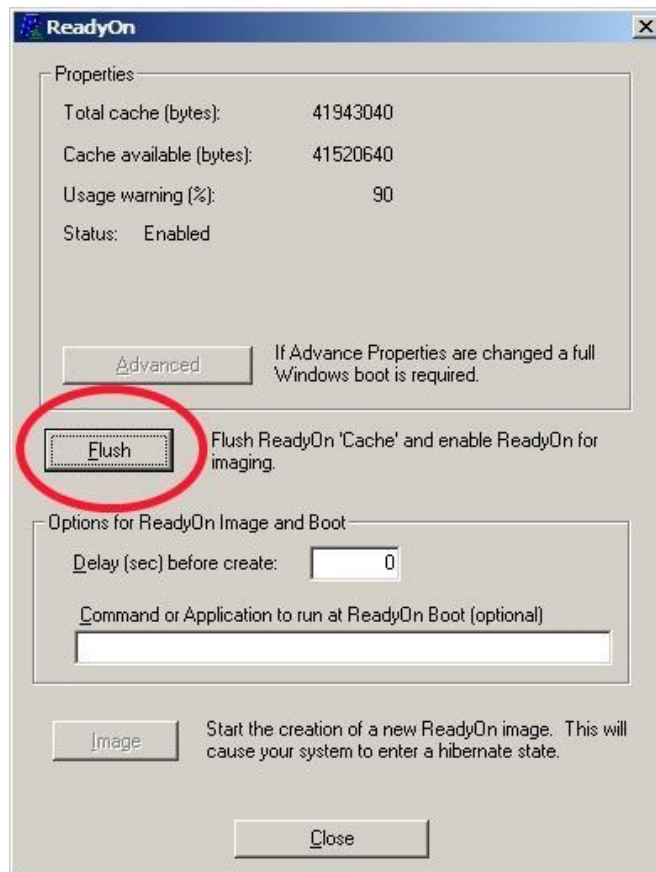 ReadyOn
Properties
Total cache (bytes): 41943040
Cache available (bytes): 41520640
Usage warning (%): 90
Status: Enabled
Advanced
If Advance Properties are changed a full
Windows boot is required.
Flush
Flush ReadyOn 'Cache' and enable ReadyOn for
imaging.
Options for ReadyOn Image and Boot
Delay (sec) before create: 0
Command or Application to run at ReadyOn Boot (optional)
Image
Start the creation of a new ReadyOn image. This will
cause your system to enter a hibernate state.
Close